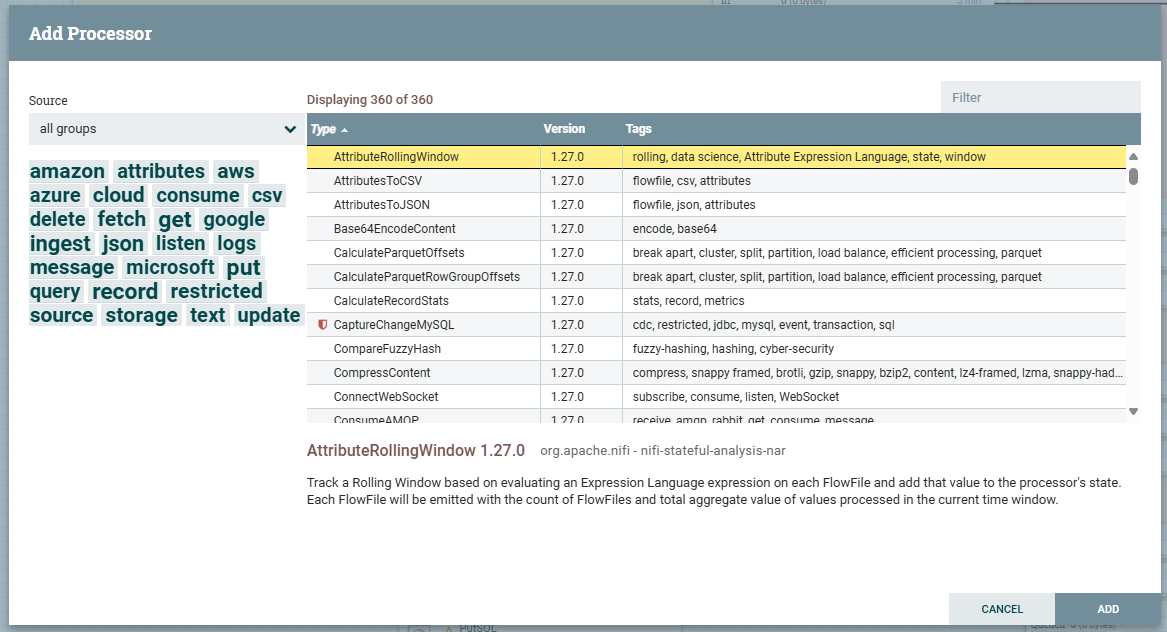 Add Processor
Source
all groups
amazon attributes aws
azure cloud consume csv
delete fetch get google
ingest json listen logs
message microsoft put
query record restricted
source storage text update
Displaying 360 of 360
Filter
Type Version Tags
AttributeRollingWindow 1.27.0 rolling, data science, Attribute Expression Language, state, window
AttributesToCSV 1.27.0 flowfile, csv, attributes
AttributesToJSON 1.27.0 flowfile, json, attributes
Base64EncodeContent 1.27.0 encode, base64
CalculateParquetOffsets 1.27.0 break apart, cluster, split, partition, load balance, efficient processing, parquet
CalculateParquetRowGroupOffsets 1.27.0 break apart, cluster, split, partition, load balance, efficient processing, parquet
CalculateRecordStats 1.27.0 stats, record, metrics
CaptureChangeMySQL 1.27.0 cdc, restricted, jdbc, mysql, event, transaction, sql
CompareFuzzyHash 1.27.0 fuzzy-hashing, hashing, cyber-security
CompressContent 1.27.0 compress, snappy framed, brotli, gzip, snappy, bzip2, content, lz4-framed, lzma, snappy-had...
ConnectWebSocket 1.27.0 subscribe, consume, listen, WebSocket
ConsumeAMQP 1.27.0 receive, amqp, rabbit, get, consume, message
AttributeRollingWindow 1.27.0 org.apache.nifi - nifi-stateful-analysis-nar
Track a Rolling Window based on evaluating an Expression Language expression on each FlowFile and add that value to the processor's state.
Each FlowFile will be emitted with the count of FlowFiles and total aggregate value of values processed in the current time window.
CANCEL ADD
PutSQL